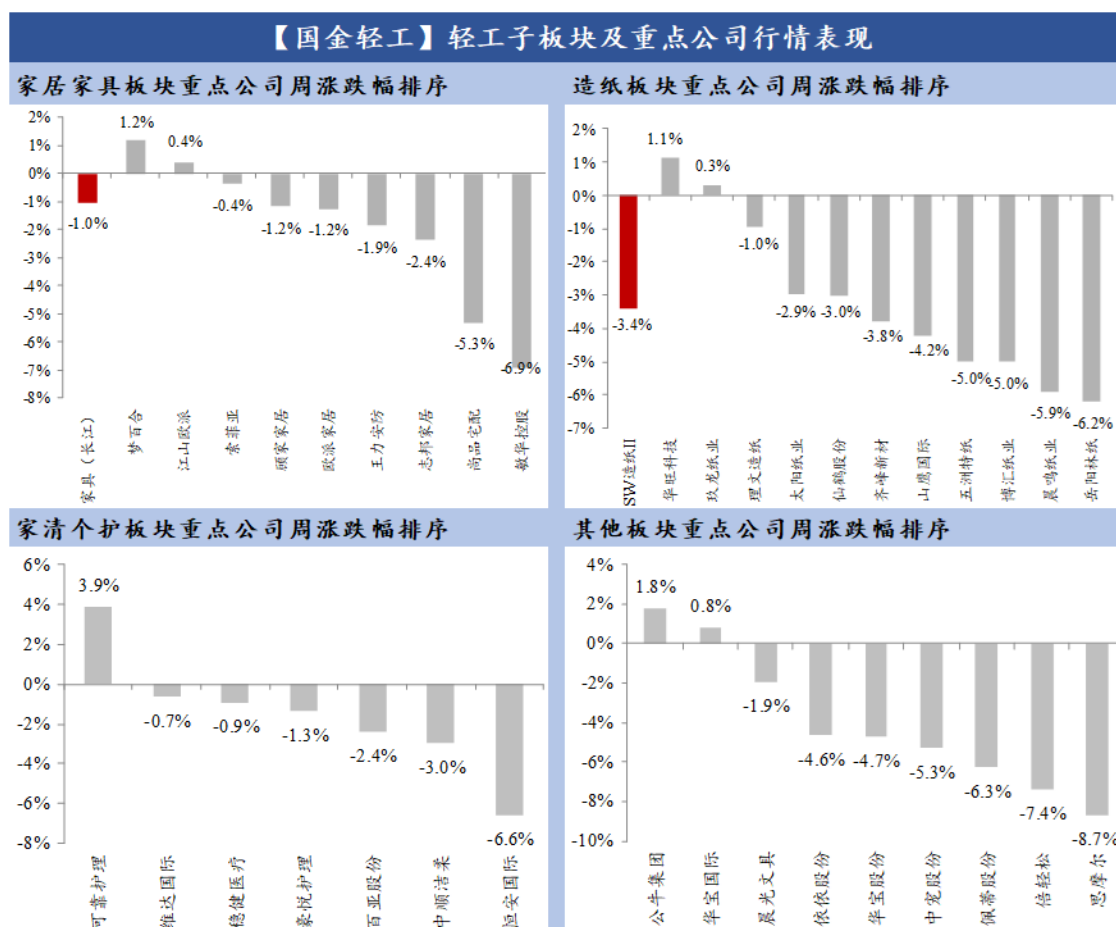 【国金轻工】轻工子板块及重点公司行情表现
家居家具板块重点公司周涨跌幅排序
2%
1%
0%
-1%
-2%
-3%
-4%
-5%
-6%
-7%
-8%
-1.0%
1.2%
0.4%
-0.4%
-1.2%
-1.2%
-1.9%
-2.4%
-5.3%
-6.9%
家具（长江）
梦百合
江山欧派
索菲亚
顾家家居
欧派家居
王力安防
志邦家居
尚品宅配
敏华控股
造纸板块重点公司周涨跌幅排序
2%
1%
0%
-1%
-2%
-3%
-4%
-5%
-6%
-7%
-3.4%
1.1%
0.3%
-1.0%
-2.9%
-3.0%
-3.8%
-4.2%
-5.0%
-5.0%
-5.9%
-6.2%
SW造纸II
华旺科技
玖龙纸业
理文造纸
太阳纸业
仙鹤股份
齐峰新材
山鹰国际
五洲特纸
博汇纸业
晨鸣纸业
岳阳林纸
家清个护板块重点公司周涨跌幅排序
6%
4%
2%
0%
-2%
-4%
-6%
-8%
3.9%
-0.7%
-0.9%
-1.3%
-2.4%
-3.0%
-6.6%
可靠护理
维达国际
稳健医疗
豪悦护理
百亚股份
中顺洁柔
恒安国际
其他板块重点公司周涨跌幅排序
4%
2%
0%
-2%
-4%
-6%
-8%
-10%
1.8%
0.8%
-1.9%
-4.6%
-4.7%
-5.3%
-6.3%
-7.4%
-8.7%
公牛集团
华宝国际
晨光文具
依依股份
华宝股份
中宠股份
佩蒂股份
倍轻松
思摩尔